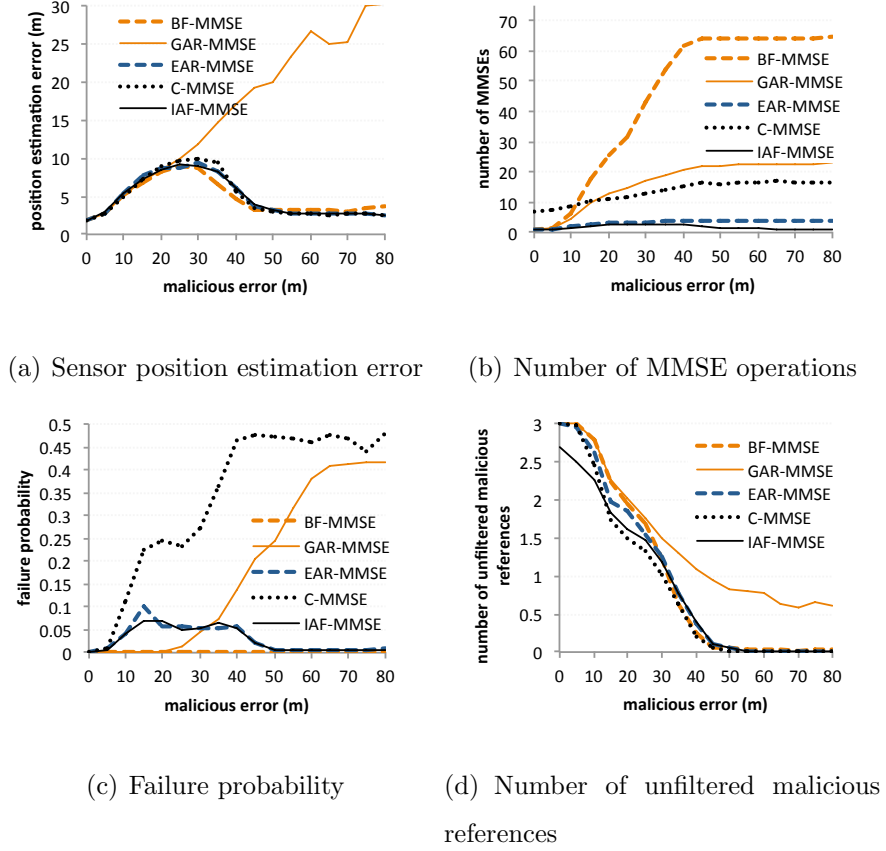 30
25
20
15
10
5
0
position estimation error (m)
BF-MMSE
GAR-MMSE
EAR-MMSE
C-MMSE
IAF-MMSE
0 10 20 30 40 50 60 70 80
malicious error (m)
70
60
50
40
30
20
10
0
number of MMSEs
BF-MMSE
GAR-MMSE
EAR-MMSE
C-MMSE
IAF-MMSE
0 10 20 30 40 50 60 70 80
malicious error (m)
(a) Sensor position estimation error
(b) Number of MMSE operations
0.5
0.45
0.4
0.35
0.3
0.25
0.2
0.15
0.1
0.05
0
failure probability
BF-MMSE
GAR-MMSE
EAR-MMSE
C-MMSE
IAF-MMSE
0 10 20 30 40 50 60 70 80
malicious error (m)
3
2.5
2
1.5
1
0.5
0
number of unfiltered malicious
references
BF-MMSE
GAR-MMSE
EAR-MMSE
C-MMSE
IAF-MMSE
0 10 20 30 40 50 60 70 80
malicious error (m)
(c) Failure probability
(d) Number of unfiltered malicious
references